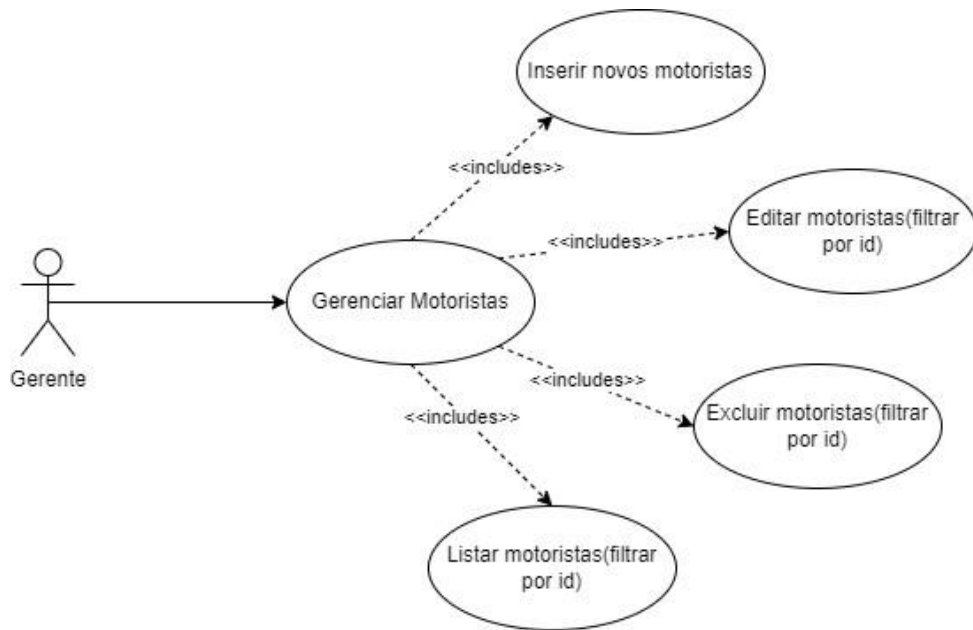 Inserir novos motoristas
<<includes>>
Editar motoristas(filtrar
por id)
<<includes>>
Gerenciar Motoristas
Gerente
<<includes>>
Excluir motoristas(filtrar
por id)
<<includes>>
Listar motoristas(filtrar
por id)